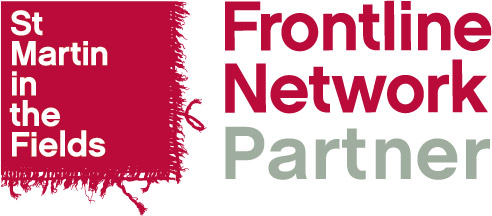 St
Martin
in
the
Fields
Frontline
Network
Partner